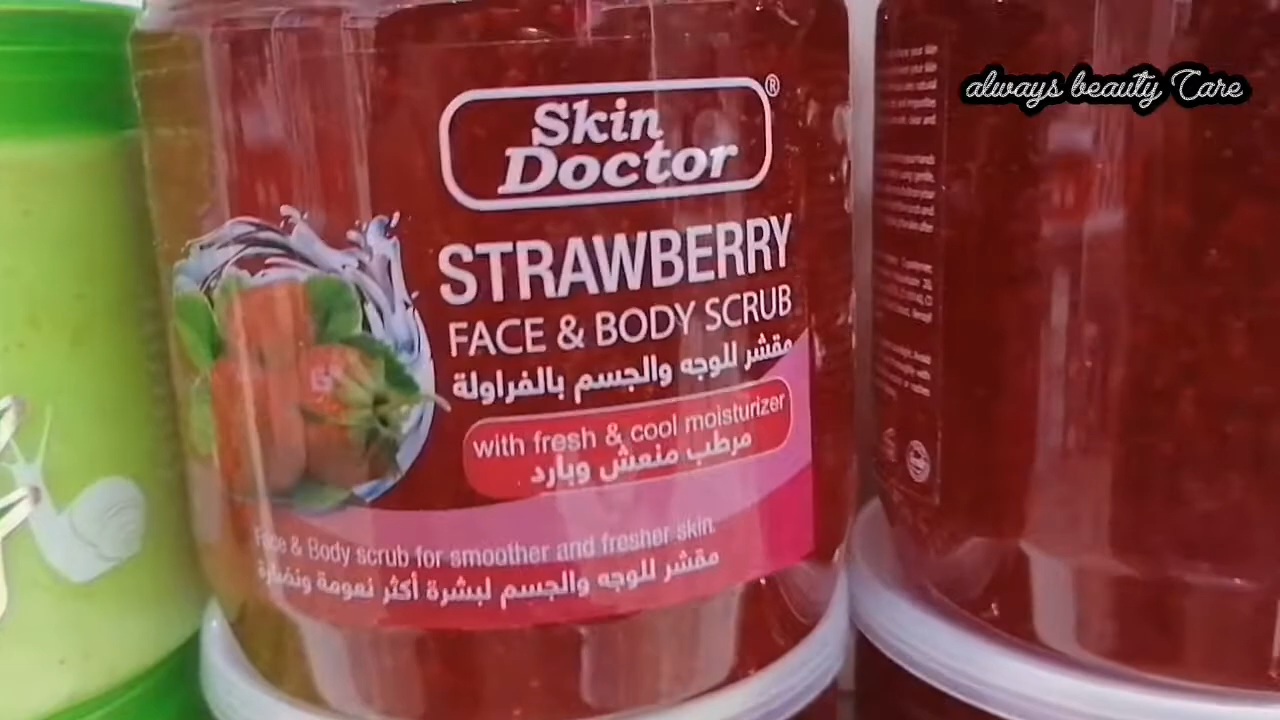 always beauty Care
Skin
Doctor®
STRAWBERRY
FACE & BODY SCRUB
مقشر للوجه والجسم بالفراولة
with fresh & cool moisturizer
مرطب منعش وبارد
Face & Body scrub for smoother and fresher skin.
مقشر للوجه والجسم لبشرة أكثر نعومة ونضارة